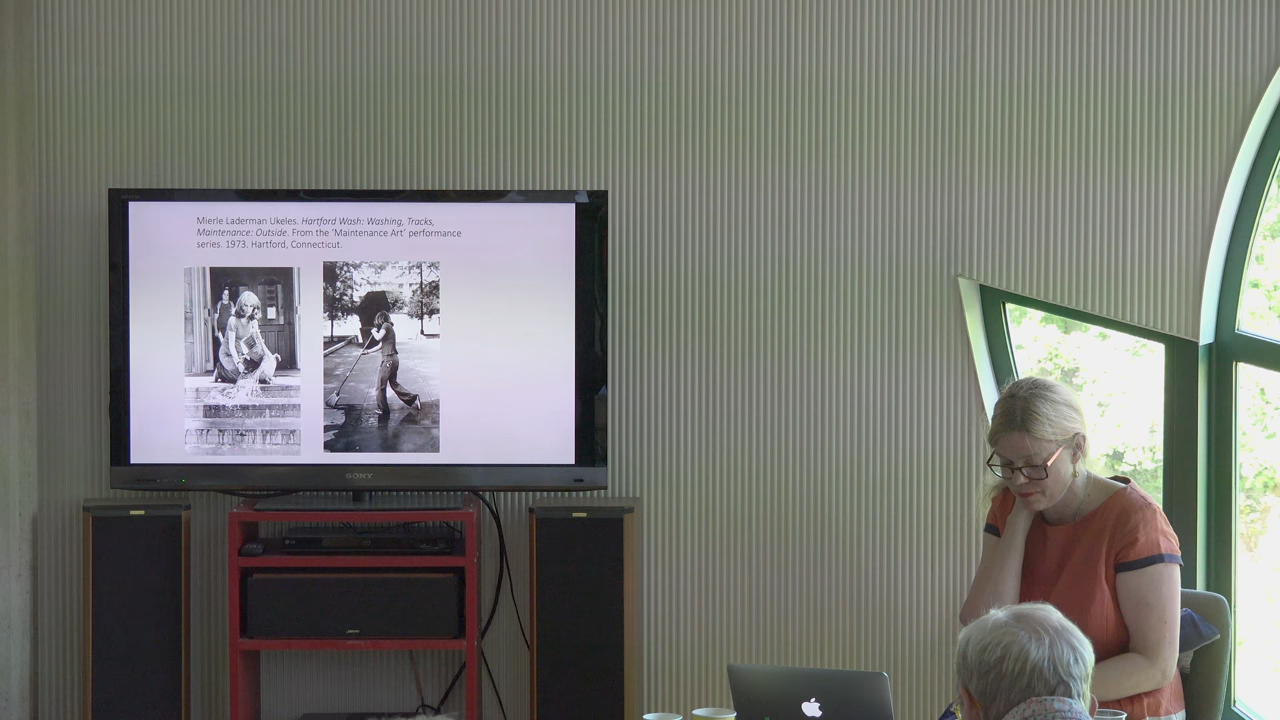 Mierle Laderman Ukeles. Hartford Wash: Washing, Tracks,
Maintenance: Outside. From the 'Maintenance Art' performance
series. 1973. Hartford, Connecticut.
SONY